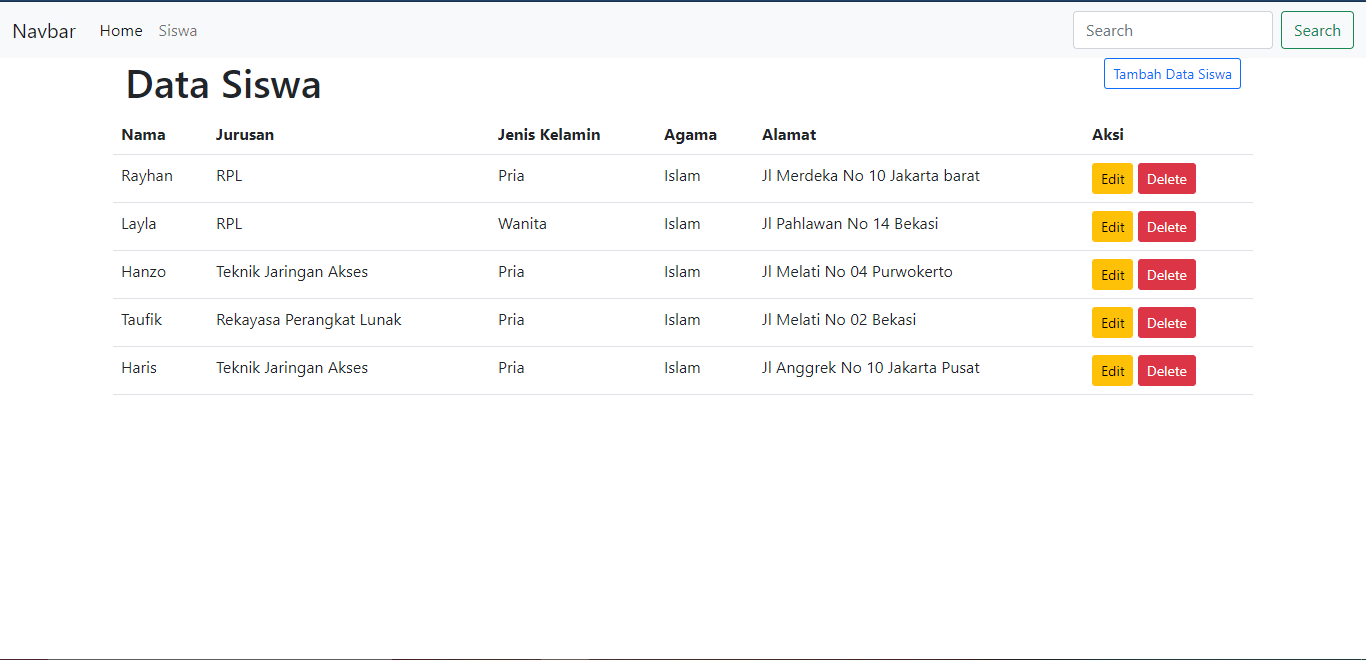 Navbar Home Siswa Search Search
Data Siswa Tambah Data Siswa
Nama Jurusan Jenis Kelamin Agama Alamat Aksi
Rayhan RPL Pria Islam Jl Merdeka No 10 Jakarta barat Edit Delete
Layla RPL Wanita Islam Jl Pahlawan No 14 Bekasi Edit Delete
Hanzo Teknik Jaringan Akses Pria Islam Jl Melati No 04 Purwokerto Edit Delete
Taufik Rekayasa Perangkat Lunak Pria Islam Jl Melati No 02 Bekasi Edit Delete
Haris Teknik Jaringan Akses Pria Islam Jl Anggrek No 10 Jakarta Pusat Edit Delete